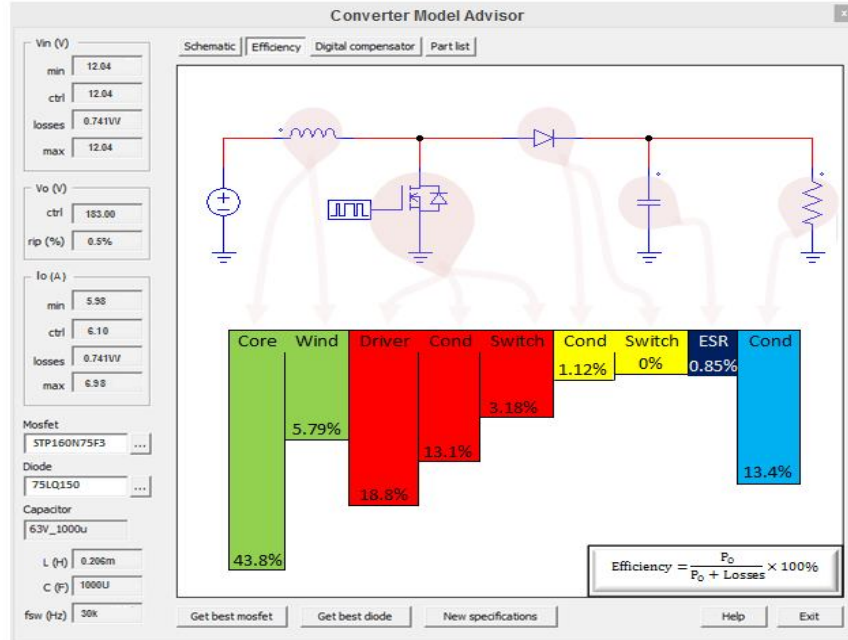 Converter Model Advisor
x
Schematic Efficiency Digital compensator Part list
Vin (V)
min 12.04
ctrl 12.04
losses 0.741W
max 12.04
Vo (V)
ctrl 183.00
rip (%) 0.5%
Io (A)
min 5.98
ctrl 6.10
losses 0.741W
max 6.98
Mosfet
STP160N75F3 ...
Diode
75LQ150 ...
Capacitor
63V_1000u
L (H) 0.206m
C (F) 1000U
fsw (Hz) 30k
Core Wind Driver Cond Switch Cond Switch ESR Cond
43.8% 5.79% 18.8% 13.1% 3.18% 1.12% 0% 0.85% 13.4%
Efficiency = P_O / (P_O + Losses) × 100%
Get best mosfet Get best diode New specifications Help Exit